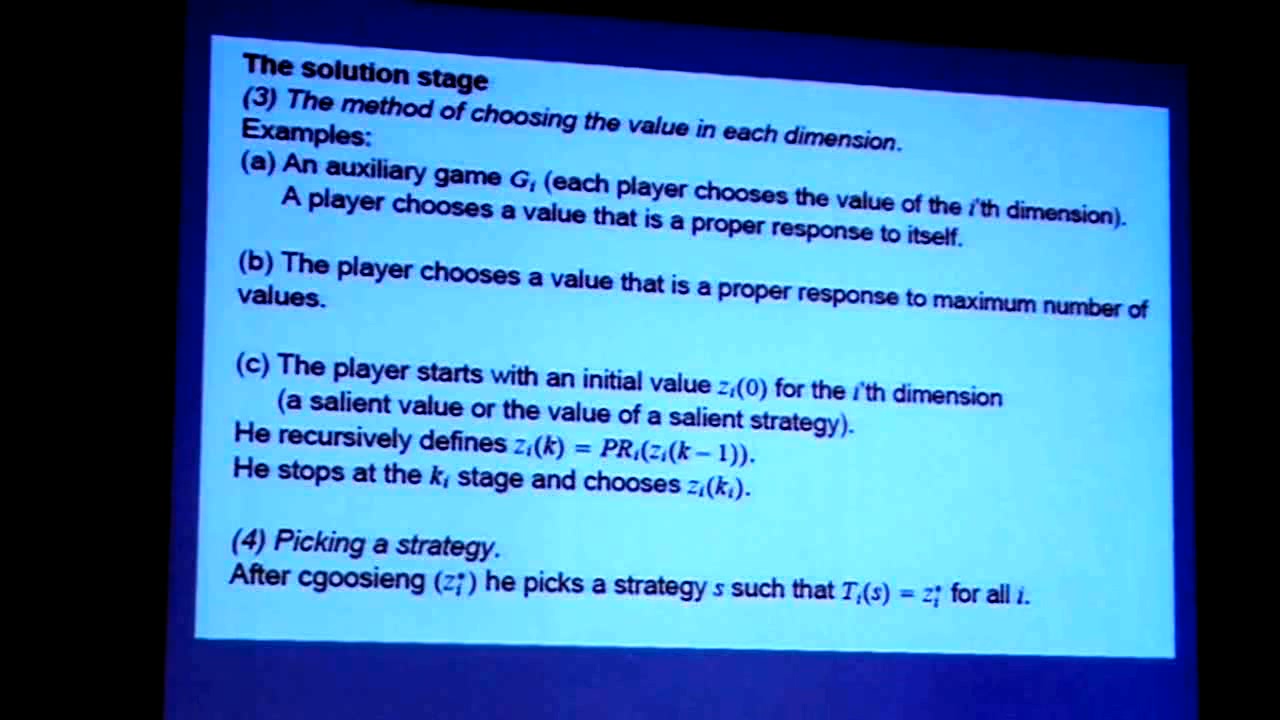 The solution stage
(3) The method of choosing the value in each dimension.
Examples:
(a) An auxiliary game Gᵢ (each player chooses the value of the i'th dimension).
A player chooses a value that is a proper response to itself.
(b) The player chooses a value that is a proper response to maximum number of
values.
(c) The player starts with an initial value zᵢ(0) for the i'th dimension
(a salient value or the value of a salient strategy).
He recursively defines zᵢ(k) = PRᵢ(zᵢ(k − 1)).
He stops at the kᵢ stage and chooses zᵢ(kᵢ).
(4) Picking a strategy.
After cgoosieng (zᵢ*) he picks a strategy s such that Tᵢ(s) = zᵢ* for all i.